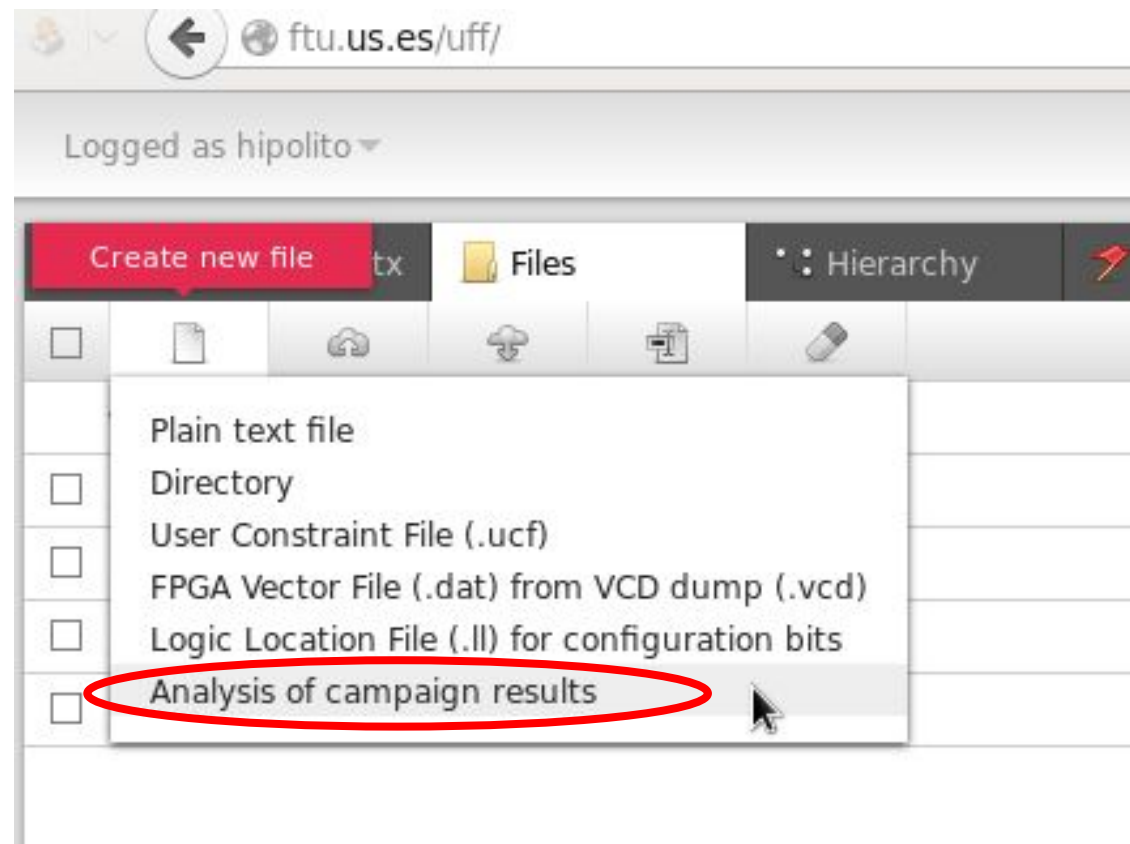 ftu.us.es/uff/
Logged as hipolito
Create new file
tx
Files
Hierarchy
Plain text file
Directory
User Constraint File (.ucf)
FPGA Vector File (.dat) from VCD dump (.vcd)
Logic Location File (.ll) for configuration bits
Analysis of campaign results